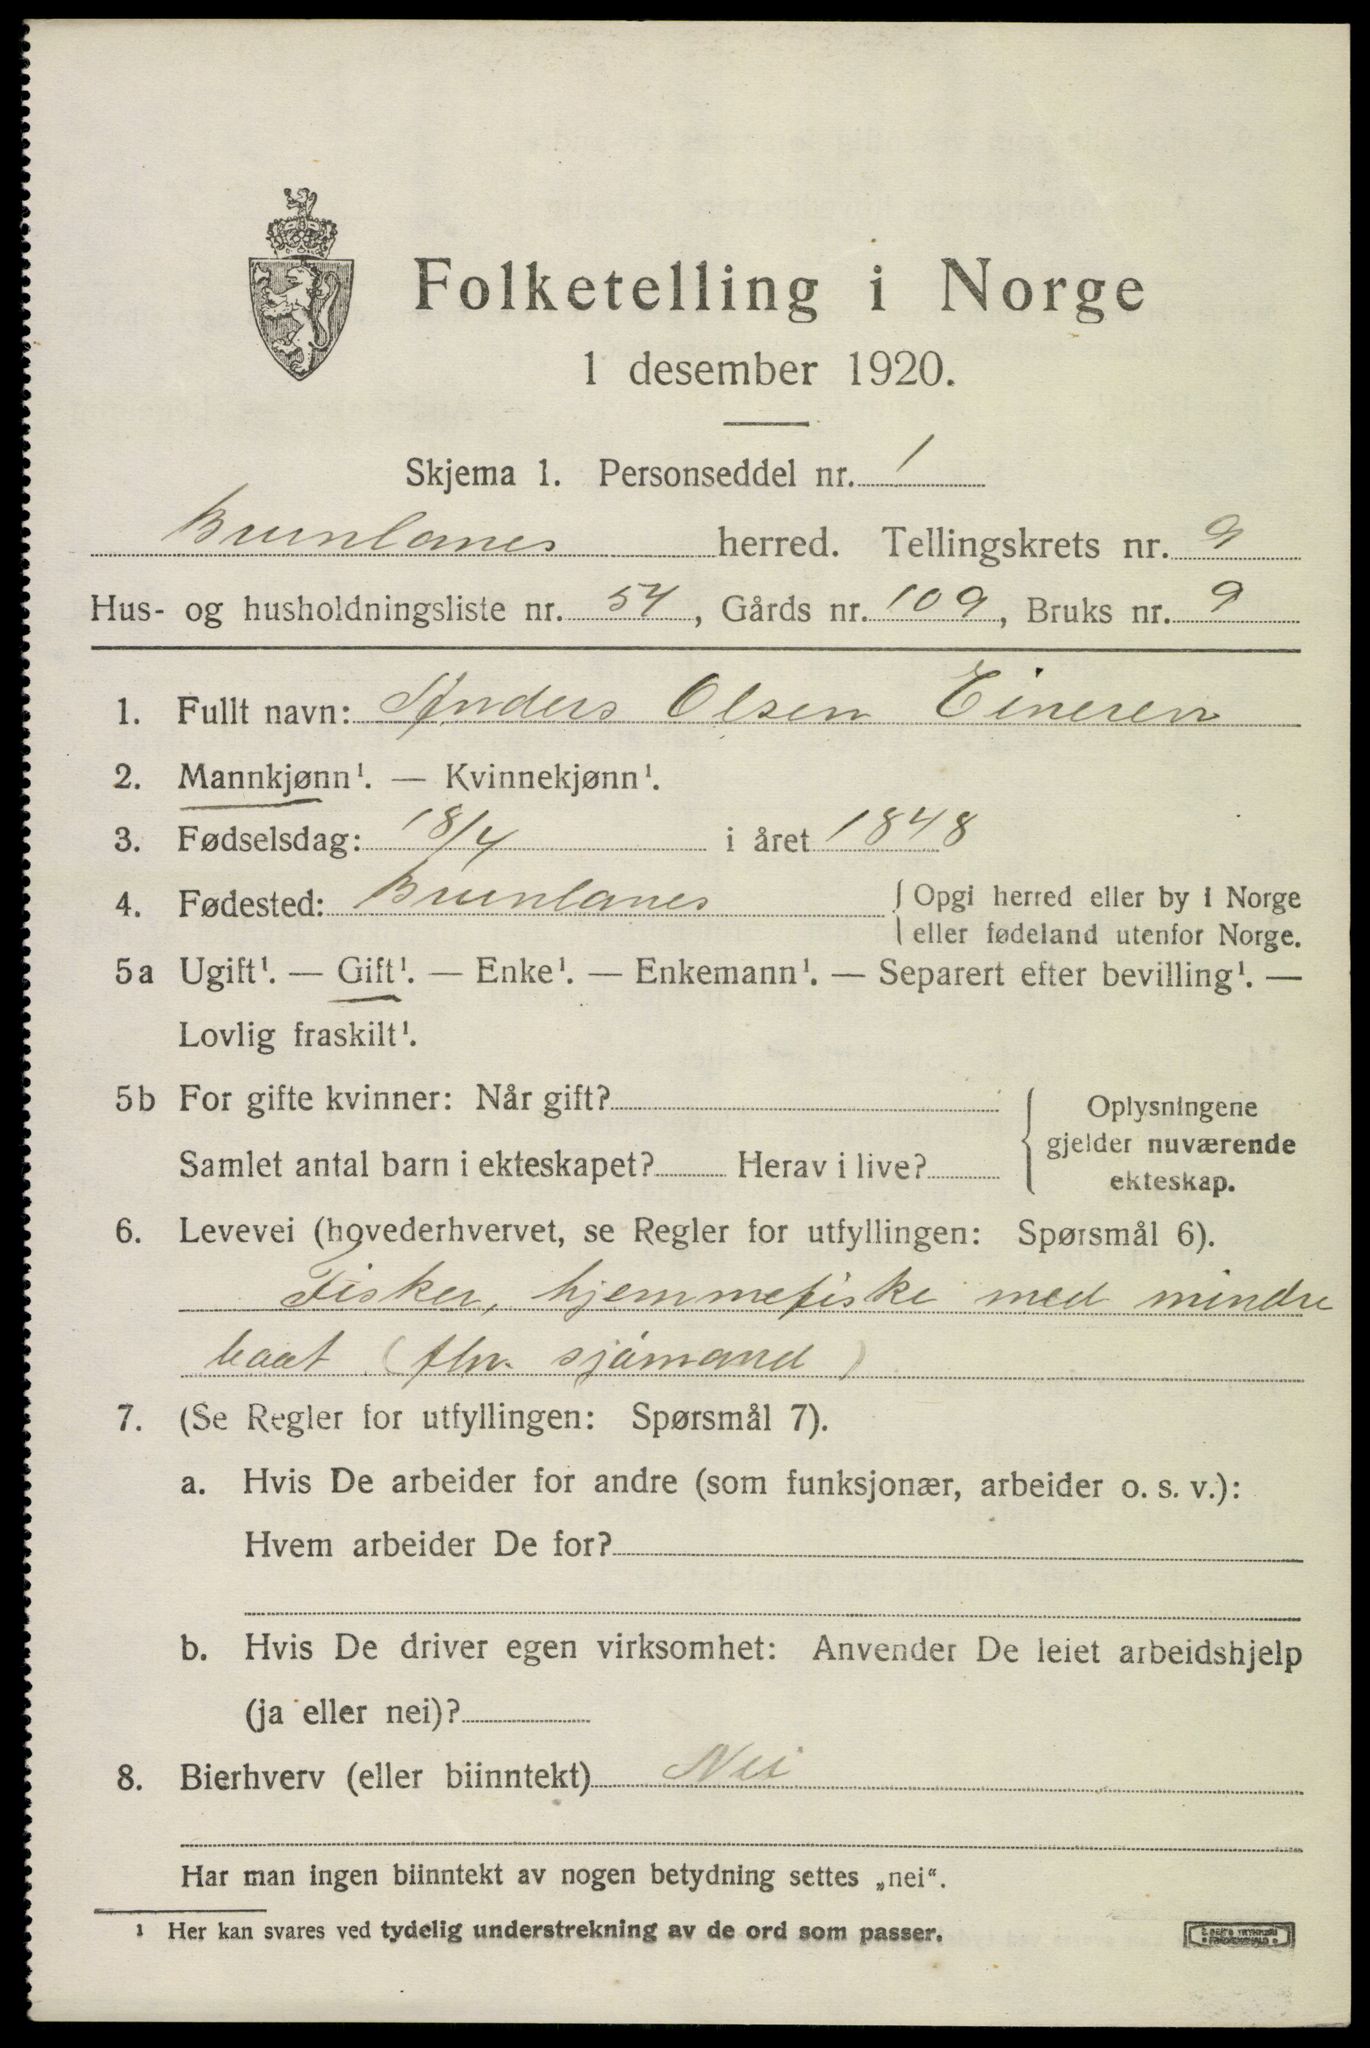 Folketelling i Norge
1 desember 1920.
Skjema 1. Personseddel nr. 1
Brunlanes herred. Tellingskrets nr. 9
Hus- og husholdningsliste nr. 54, Gårds nr. 109, Bruks nr. 9
1. Fullt navn: Anders Olsen Eineren
2. Mannkjønn¹. — Kvinnekjønn¹.
3. Fødselsdag: 18/4 i året 1848
4. Fødested: Brunlanes { Opgi herred eller by i Norge
eller fødeland utenfor Norge.
5a Ugift¹. — Gift¹. — Enke¹. — Enkemann¹. — Separert efter bevilling¹. —
Lovlig fraskilt¹.
5b For gifte kvinner: Når gift?
Samlet antal barn i ekteskapet? Herav i live?
Oplysningene
gjelder nuværende
ekteskap.
6. Levevei (hovederhvervet, se Regler for utfyllingen: Spørsmål 6).
Fisker, hjemmefiske med mindre
baat (fhv. sjømand)
7. (Se Regler for utfyllingen: Spørsmål 7).
a. Hvis De arbeider for andre (som funksjonær, arbeider o. s. v.):
Hvem arbeider De for?
b. Hvis De driver egen virksomhet: Anvender De leiet arbeidshjelp
(ja eller nei)?
8. Bierhverv (eller biinntekt) Nei
Har man ingen biinntekt av nogen betydning settes „nei“.
¹ Her kan svares ved tydelig understrekning av de ord som passer.